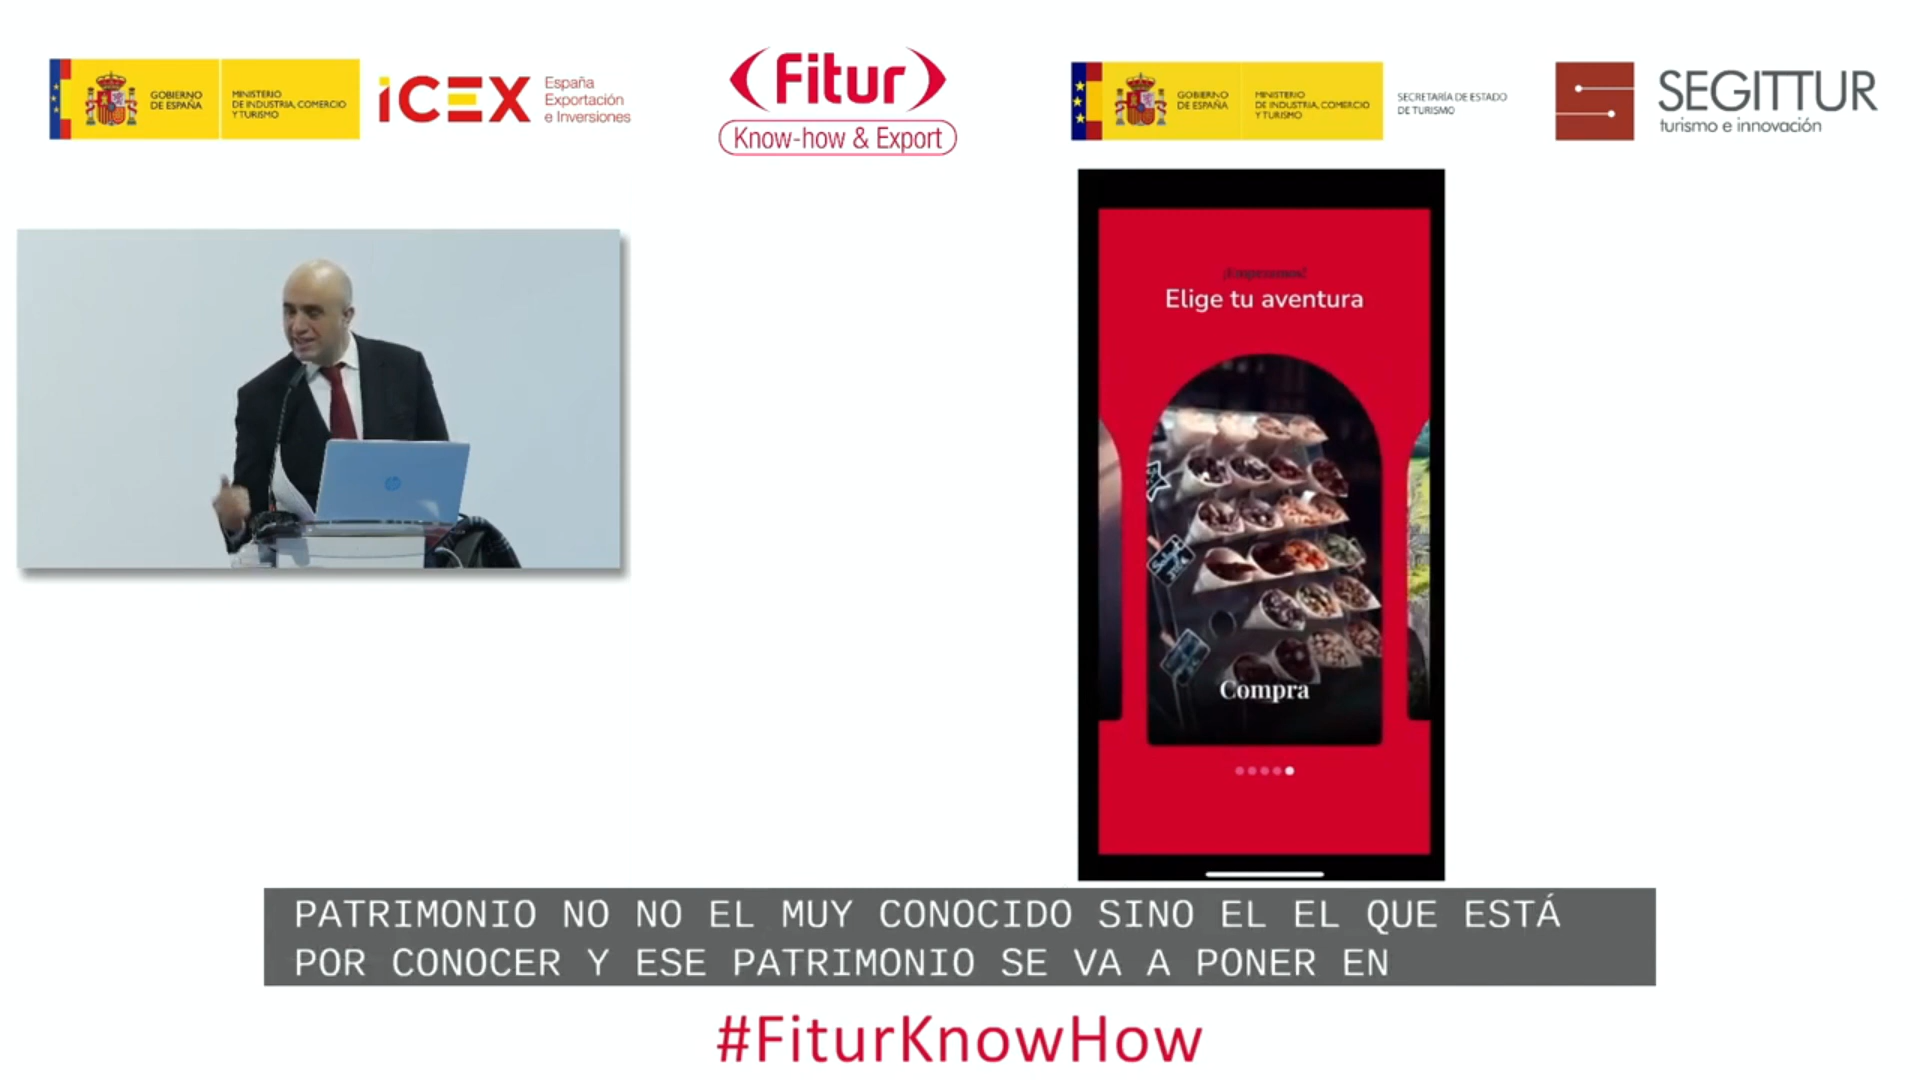 GOBIERNO
DE ESPAÑA
MINISTERIO
DE INDUSTRIA, COMERCIO
Y TURISMO
iCEX
España
Exportación
e Inversiones
Fitur
Know-how & Export
GOBIERNO
DE ESPAÑA
MINISTERIO
DE INDUSTRIA, COMERCIO
Y TURISMO
SECRETARÍA DE ESTADO
DE TURISMO
SEGITTUR
turismo e innovación
hp
¡Empezamos!
Elige tu aventura
Compra
PATRIMONIO NO NO EL MUY CONOCIDO SINO EL EL QUE ESTÁ
POR CONOCER Y ESE PATRIMONIO SE VA A PONER EN
#FiturKnowHow